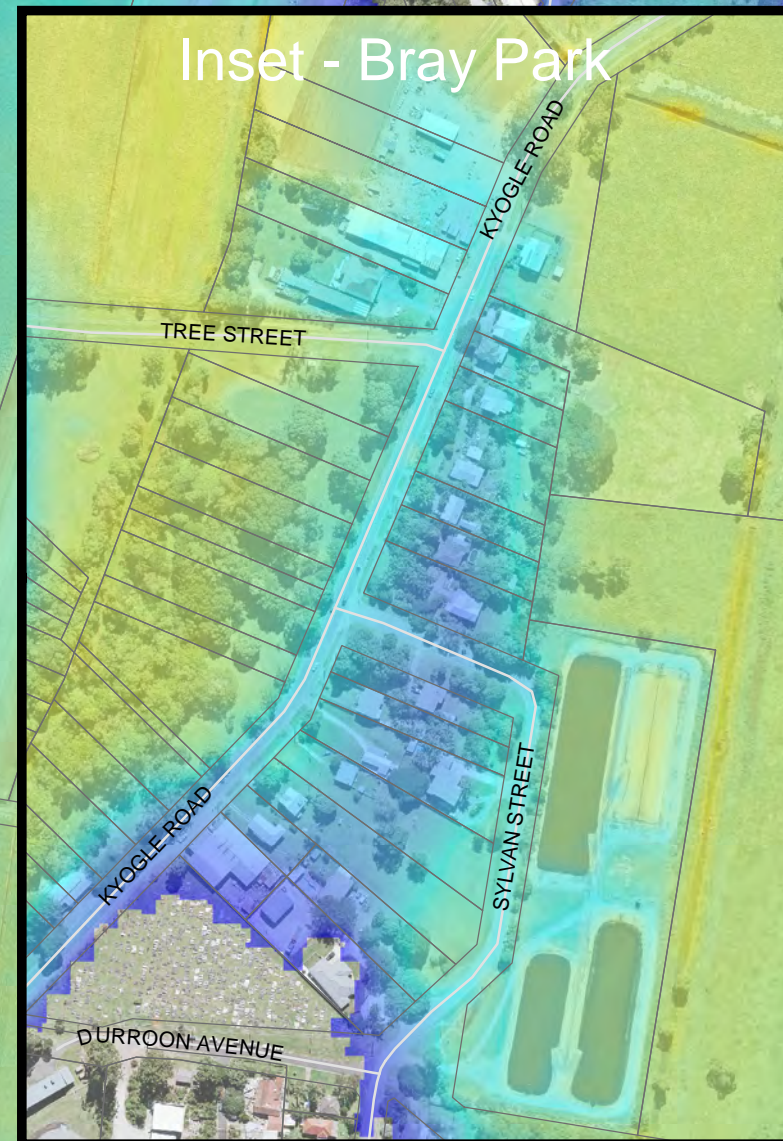 Inset - Bray Park
KYOGLE ROAD
TREE STREET
SYLVAN STREET
KYOGLE ROAD
DURROON AVENUE